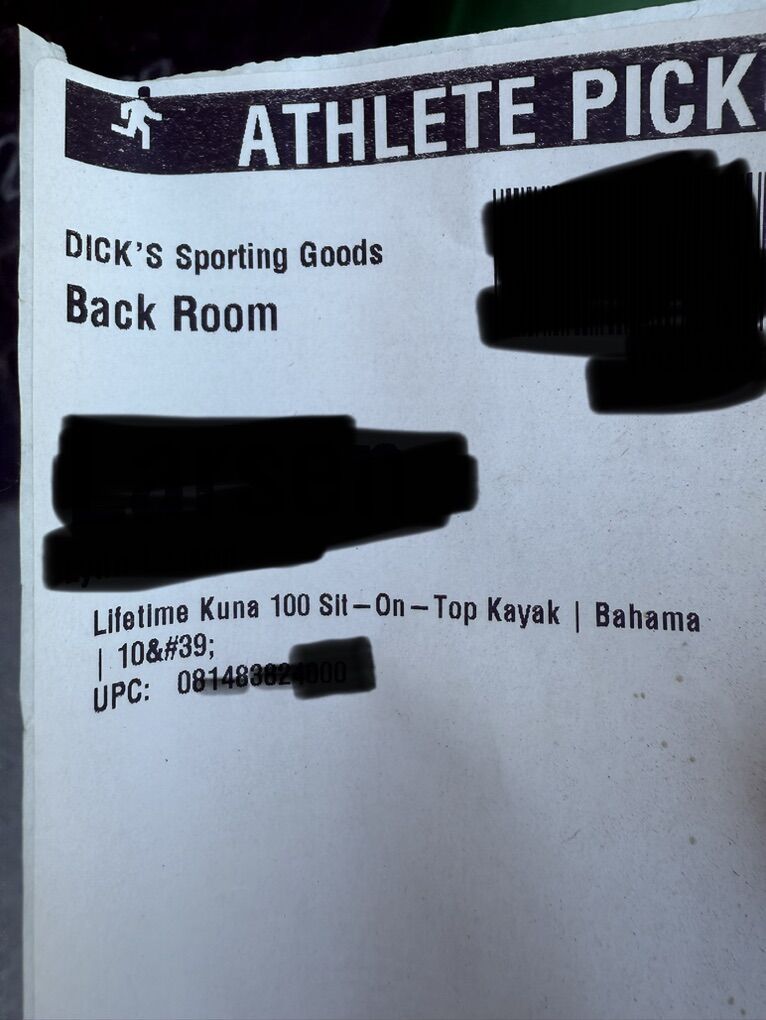 ATHLETE PICK
DICK'S Sporting Goods
Back Room
Lifetime Kuna 100 Sit-On-Top Kayak | Bahama
| 10&#39;
UPC: